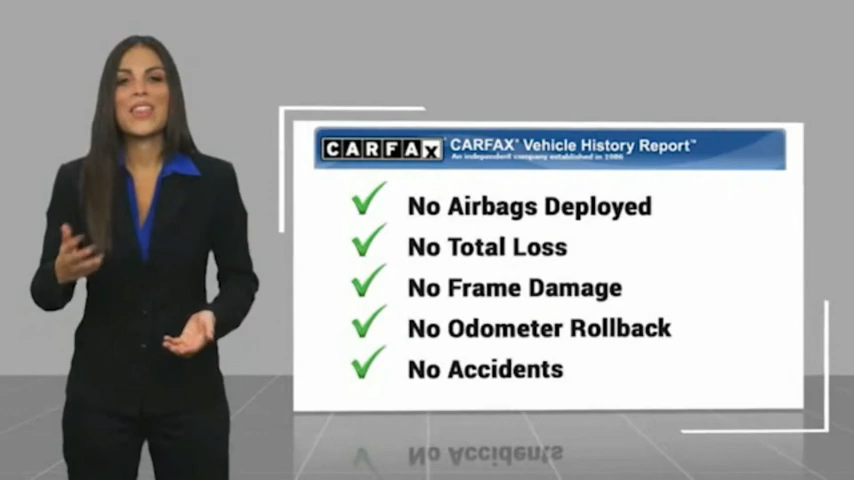 CARFAX CARFAX® Vehicle History Report™
An independent company established in 1986
No Airbags Deployed
No Total Loss
No Frame Damage
No Odometer Rollback
No Accidents
No Accidents